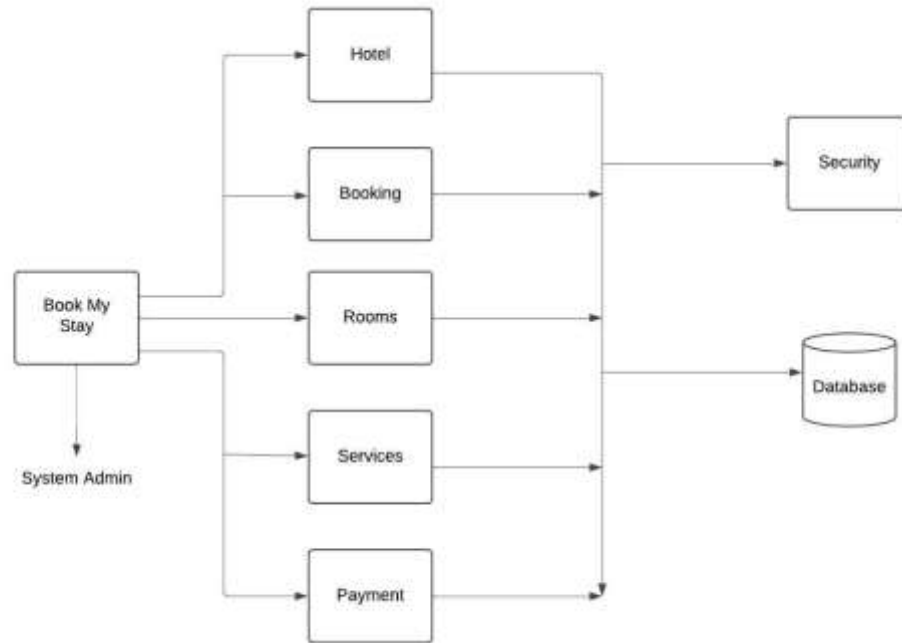 Hotel
Security
Booking
Book My
Stay
Rooms
Database
System Admin
Services
Payment